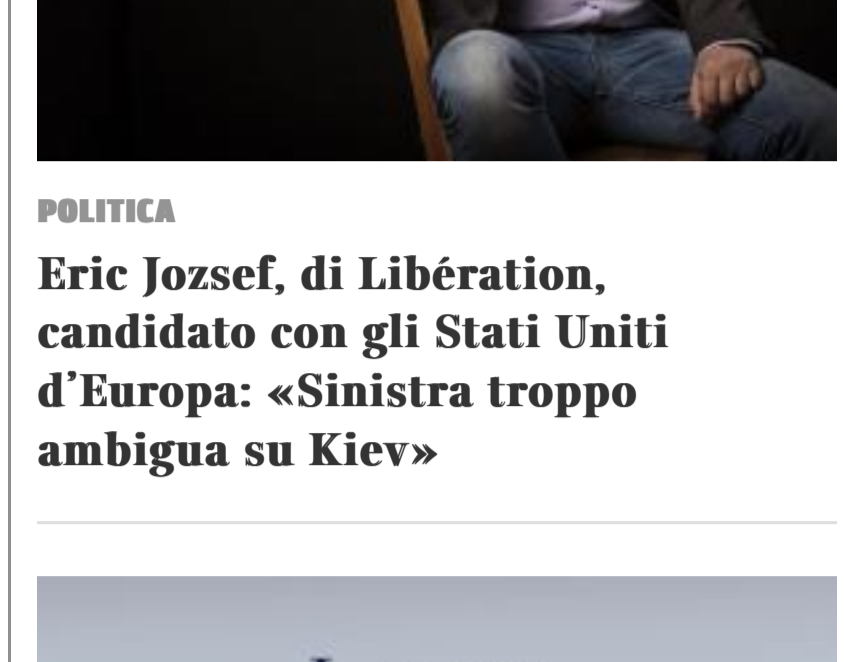 POLITICA
Eric Jozsef, di Libération,
candidato con gli Stati Uniti
d’Europa: «Sinistra troppo
ambigua su Kiev»